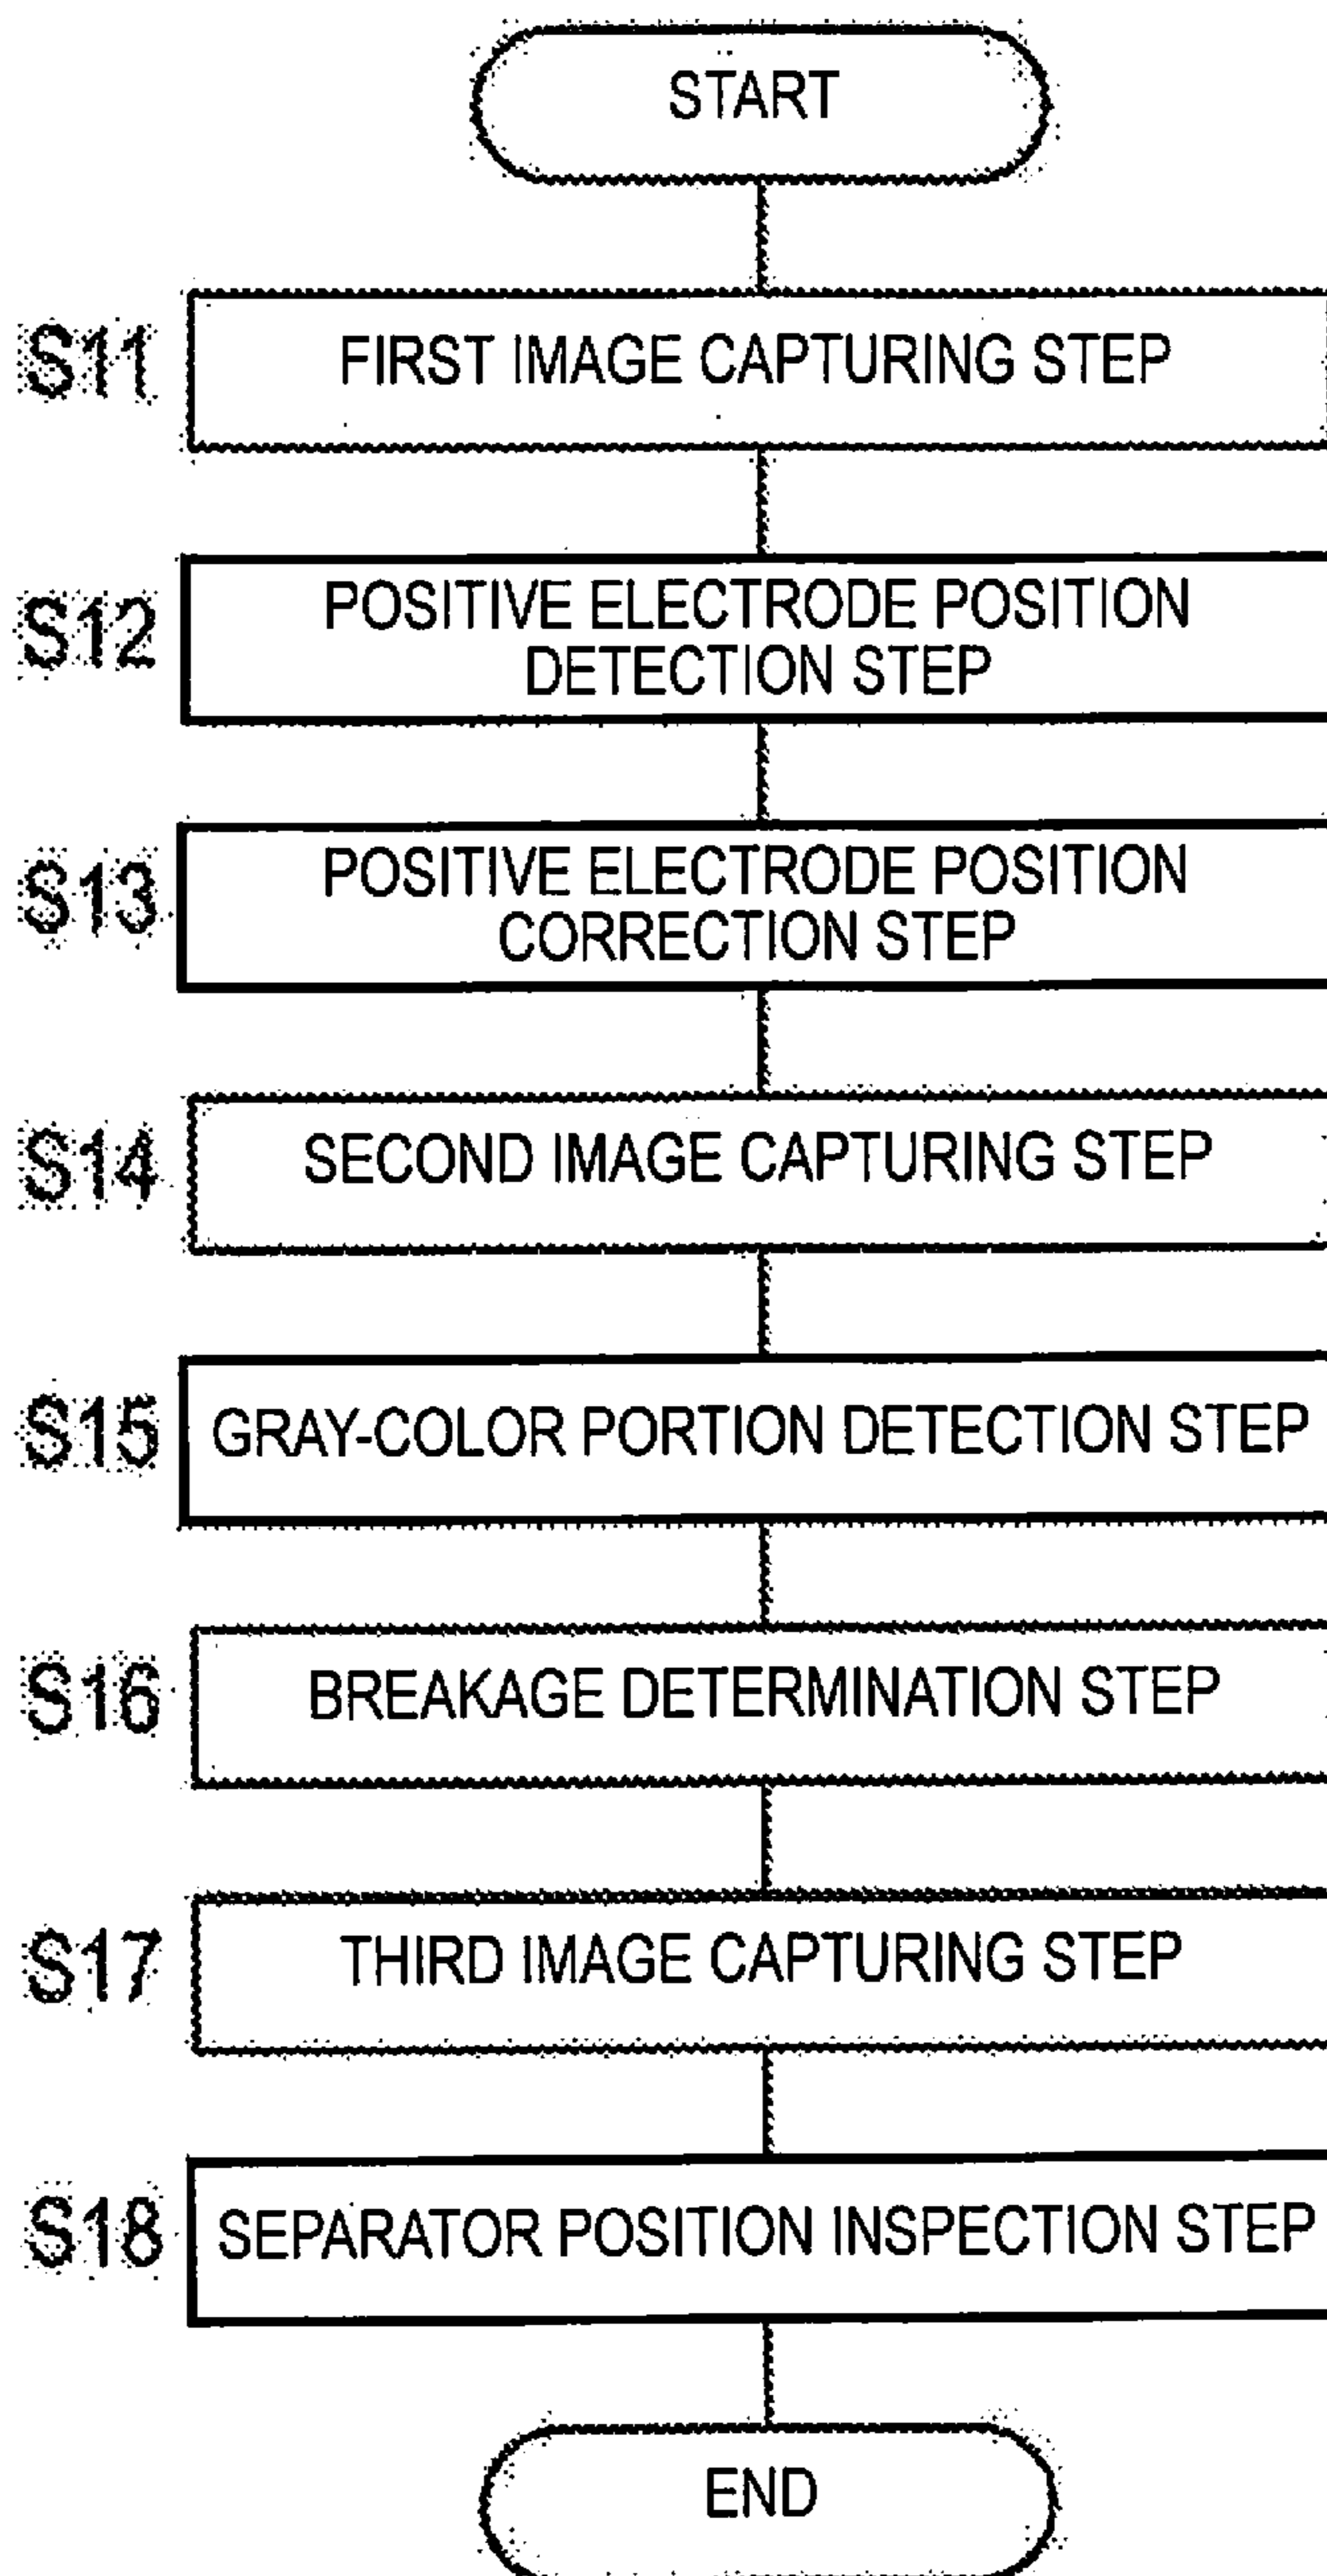 START
S11 FIRST IMAGE CAPTURING STEP
S12 POSITIVE ELECTRODE POSITION
DETECTION STEP
S13 POSITIVE ELECTRODE POSITION
CORRECTION STEP
S14 SECOND IMAGE CAPTURING STEP
S15 GRAY-COLOR PORTION DETECTION STEP
S16 BREAKAGE DETERMINATION STEP
S17 THIRD IMAGE CAPTURING STEP
S18 SEPARATOR POSITION INSPECTION STEP
END